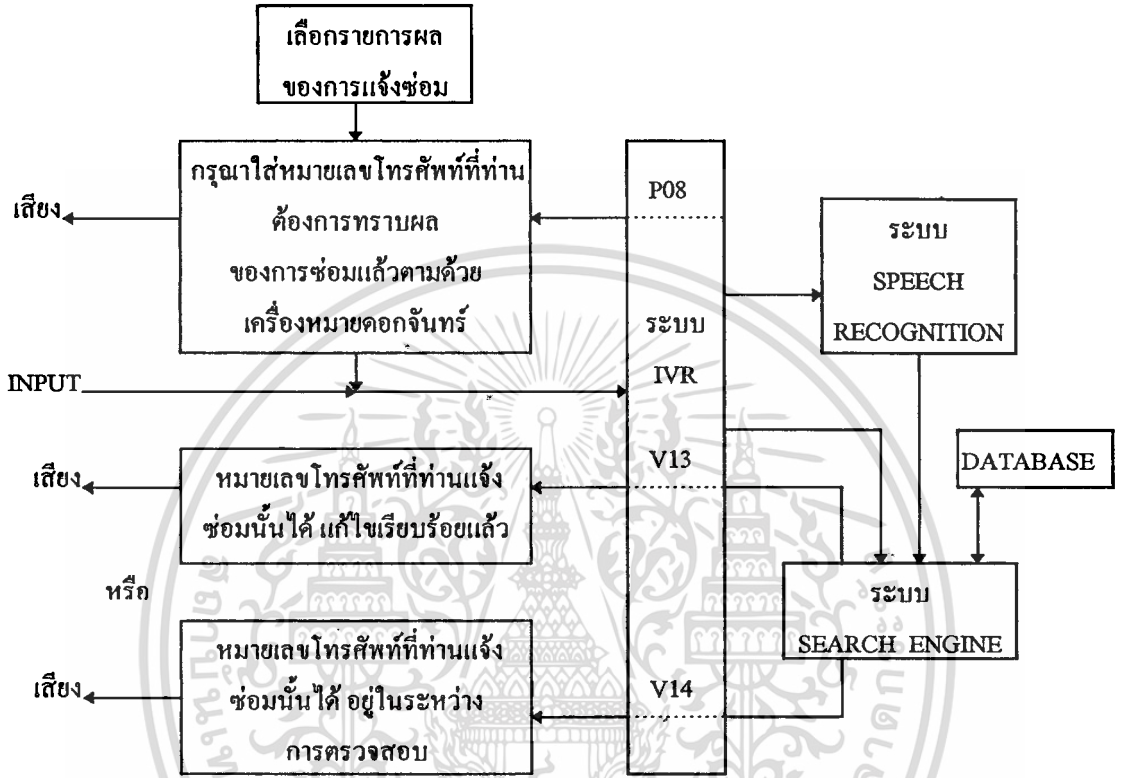 เลือกรายการผล
ของการแจ้งซ่อม
กรุณาใส่หมายเลขโทรศัพท์ที่ท่าน
ต้องการทราบผล
ของการซ่อมแล้วตามด้วย
เครื่องหมายดอกจันทร์
เสียง
P08
ระบบ
IVR
V13
V14
ระบบ
SPEECH
RECOGNITION
INPUT
เสียง
หมายเลขโทรศัพท์ที่ท่านแจ้ง
ซ่อมนั้นได้ แก้ไขเรียบร้อยแล้ว
DATABASE
หรือ
ระบบ
SEARCH ENGINE
เสียง
หมายเลขโทรศัพท์ที่ท่านแจ้ง
ซ่อมนั้นได้ อยู่ในระหว่าง
การตรวจสอบ